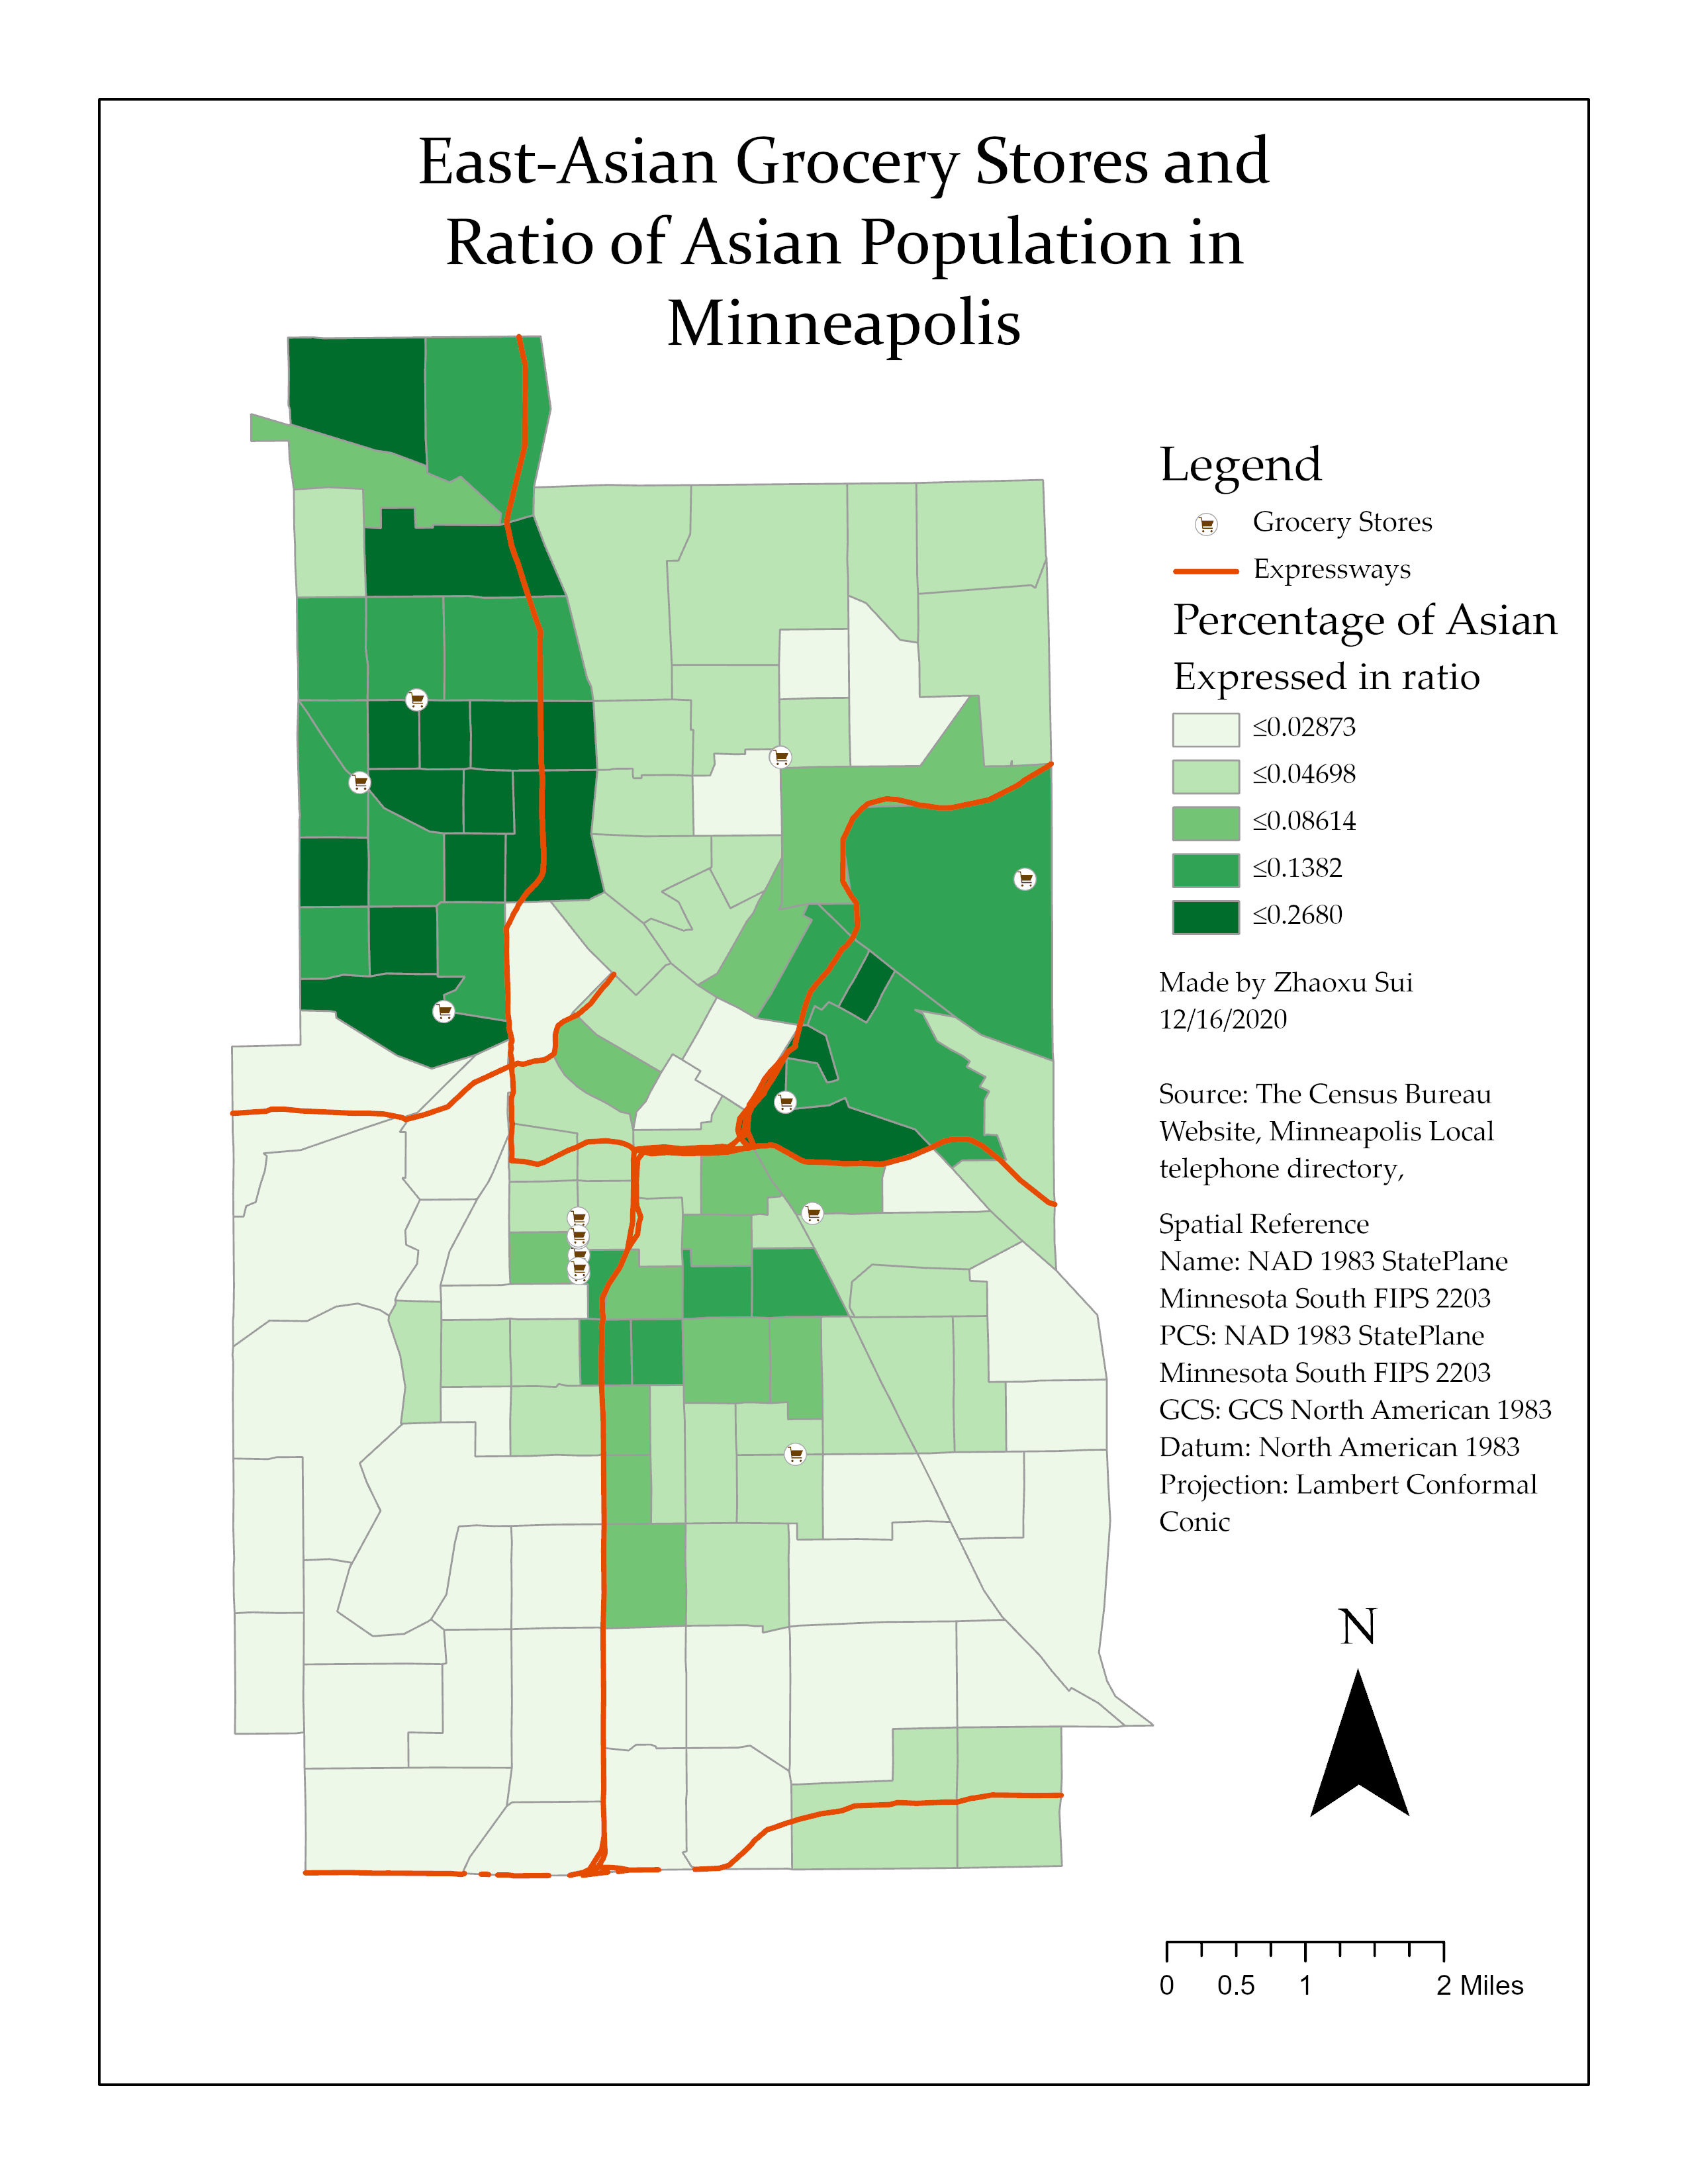 East-Asian Grocery Stores and
Ratio of Asian Population in
Minneapolis
Legend
Grocery Stores
Expressways
Percentage of Asian
Expressed in ratio
≤0.02873
≤0.04698
≤0.08614
≤0.1382
≤0.2680
Made by Zhaoxu Sui
12/16/2020
Source: The Census Bureau
Website, Minneapolis Local
telephone directory,
Spatial Reference
Name: NAD 1983 StatePlane
Minnesota South FIPS 2203
PCS: NAD 1983 StatePlane
Minnesota South FIPS 2203
GCS: GCS North American 1983
Datum: North American 1983
Projection: Lambert Conformal
Conic
N
0 0.5 1 2 Miles